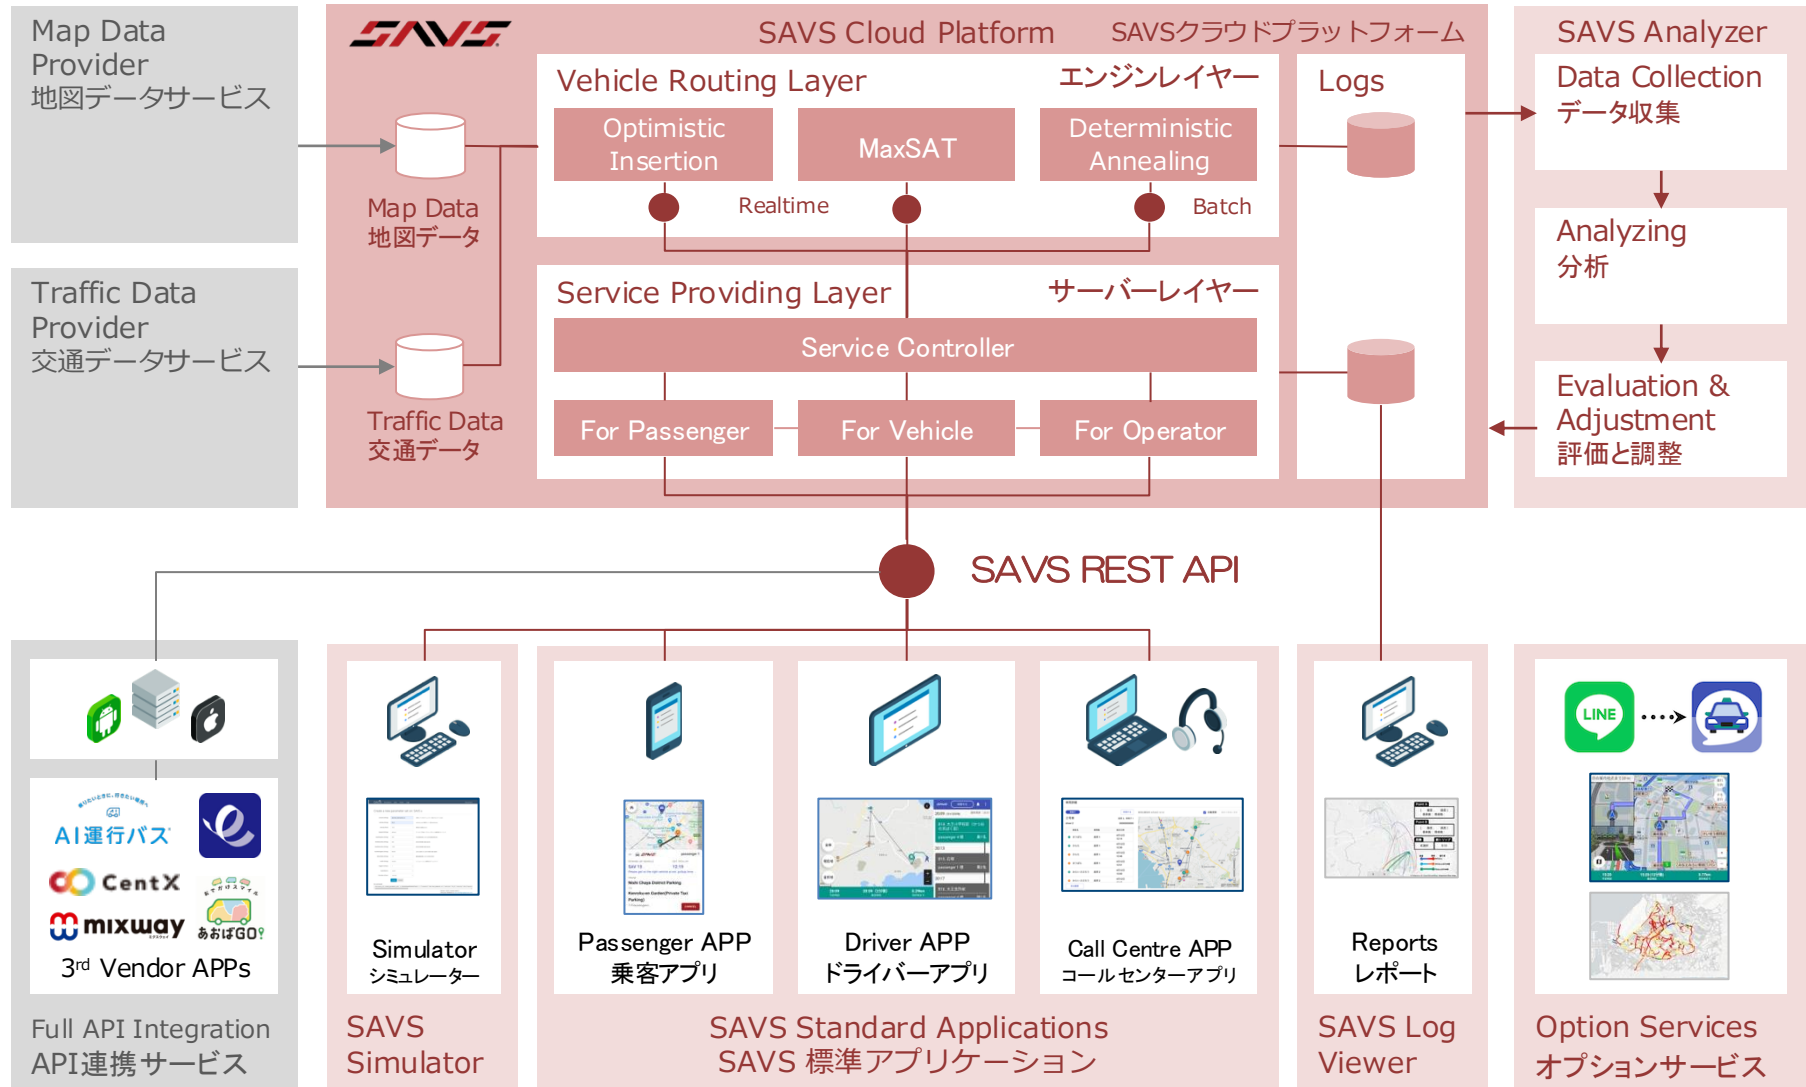 Map Data
Provider
地図データサービス
Traffic Data
Provider
交通データサービス
SAVS
SAVS Cloud Platform
SAVSクラウドプラットフォーム
Map Data
地図データ
Traffic Data
交通データ
Vehicle Routing Layer
エンジンレイヤー
Optimistic
Insertion
MaxSAT
Deterministic
Annealing
Realtime
Batch
Service Providing Layer
サーバーレイヤー
Service Controller
For Passenger
For Vehicle
For Operator
Logs
SAVS Analyzer
Data Collection
データ収集
Analyzing
分析
Evaluation &
Adjustment
評価と調整
SAVS REST API
AI運行バス
CentX
mixway
おでかけスマイル
あおばGO?
3rd Vendor APPs
Full API Integration
API連携サービス
Simulator
シミュレーター
SAVS
Simulator
Passenger APP
乗客アプリ
Driver APP
ドライバーアプリ
Call Centre APP
コールセンターアプリ
SAVS Standard Applications
SAVS 標準アプリケーション
Reports
レポート
SAVS Log
Viewer
LINE
Option Services
オプションサービス